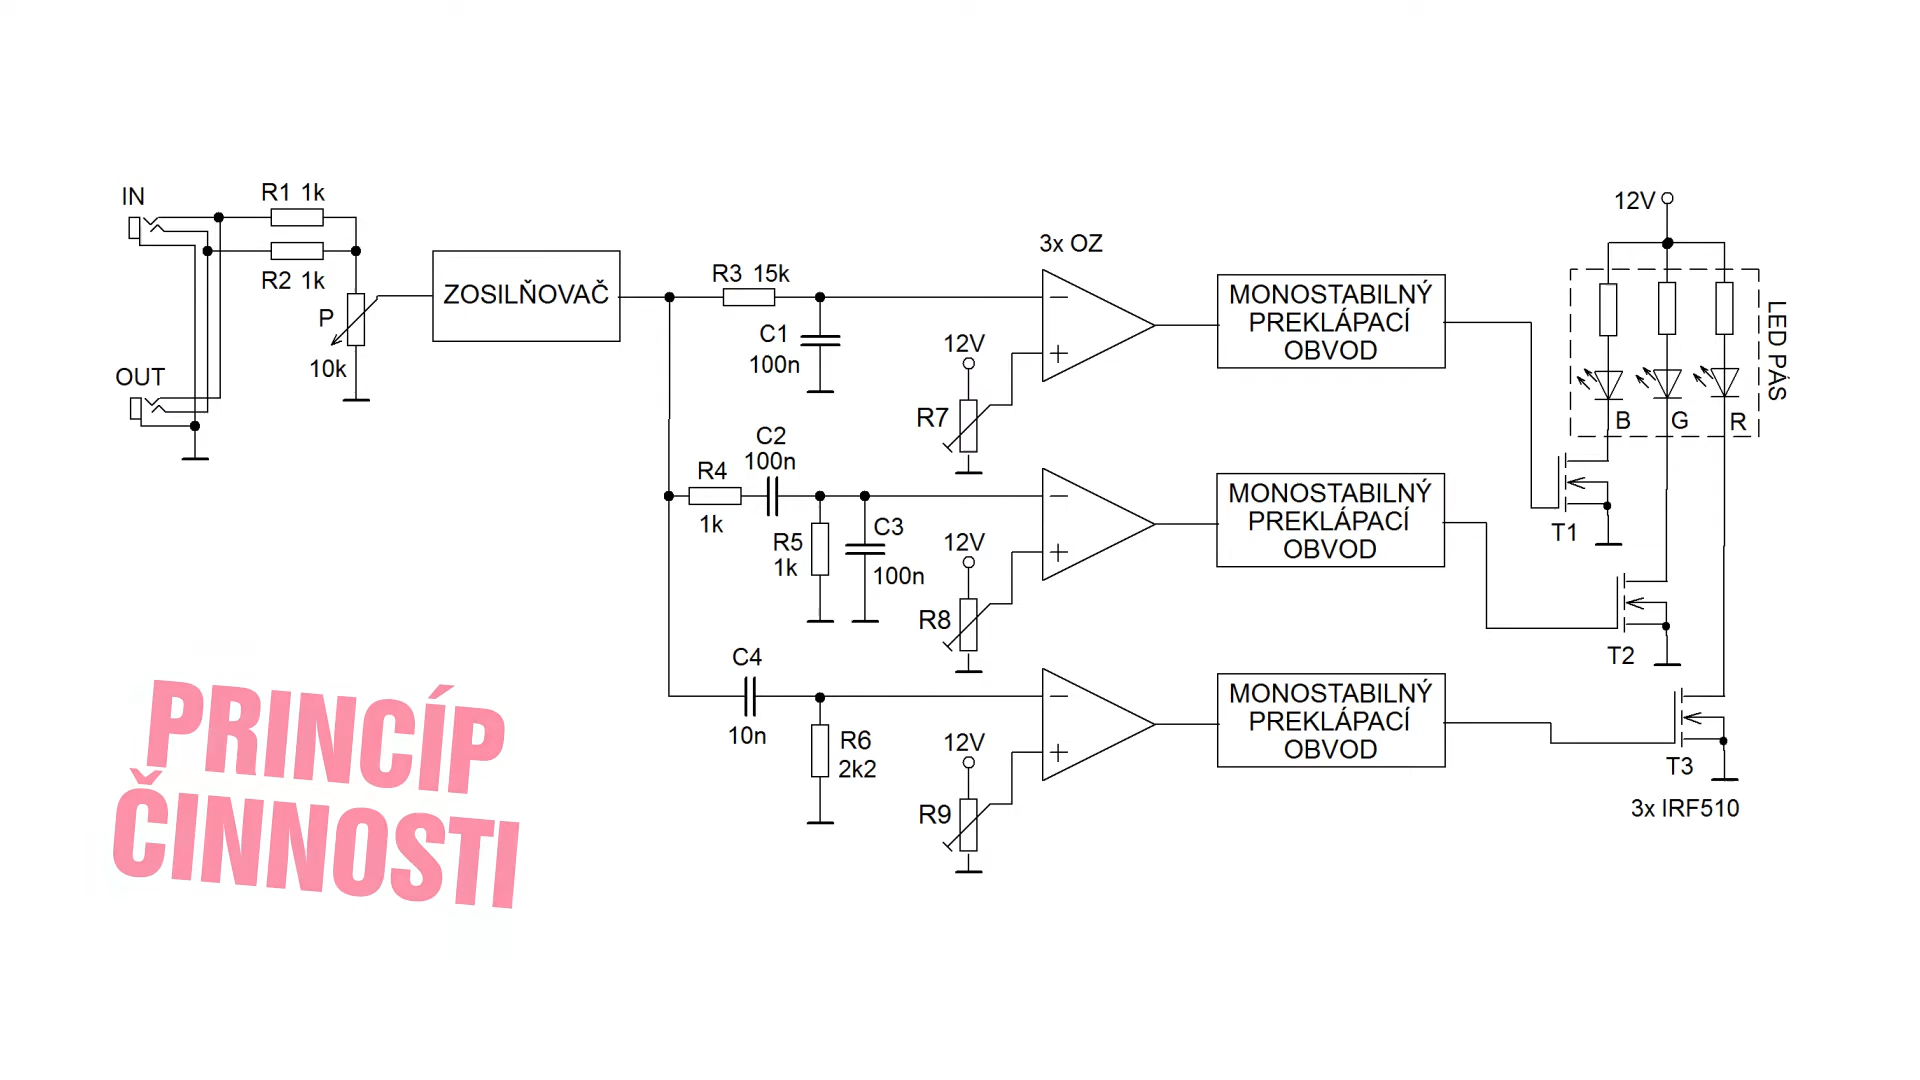 IN
R1 1k
R2 1k
P
10k
OUT
ZOSILŇOVAČ
R3 15k
C1
100n
3x OZ
12V
R7
MONOSTABILNÝ
PREKLÁPACÍ
OBVOD
12V
LED PÁS
B
G
R
T1
C2
100n
R4
1k
R5
1k
C3
100n
12V
R8
MONOSTABILNÝ
PREKLÁPACÍ
OBVOD
T2
C4
10n
R6
2k2
12V
R9
MONOSTABILNÝ
PREKLÁPACÍ
OBVOD
T3
3x IRF510
PRINCÍP
ČINNOSTI